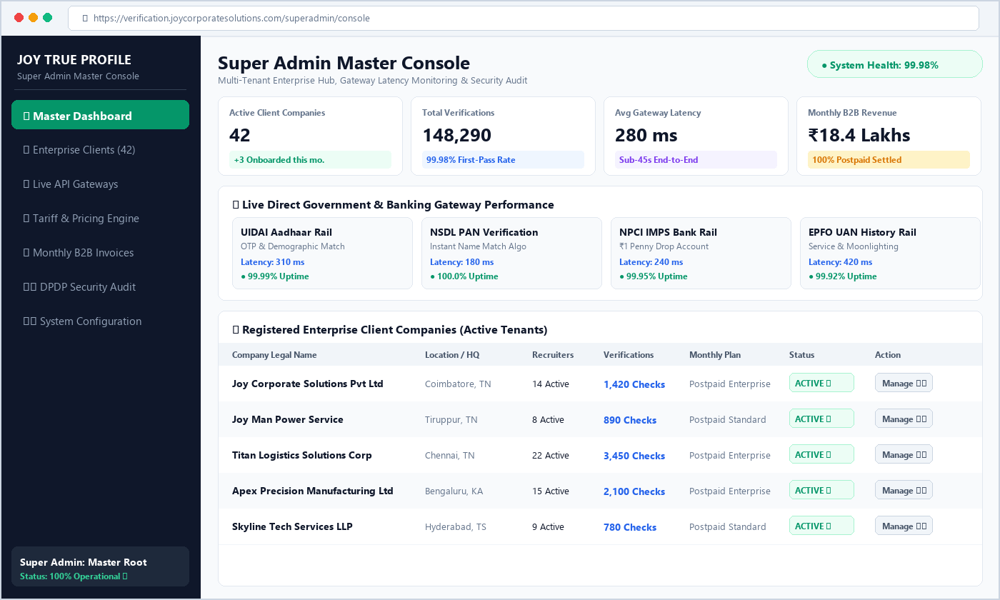 https://verification.joycorporatesolutions.com/superadmin/console
JOY TRUE PROFILE
Super Admin Master Console
Master Dashboard
Enterprise Clients (42)
Live API Gateways
Tariff & Pricing Engine
Monthly B2B Invoices
DPDP Security Audit
System Configuration
Super Admin: Master Root
Status: 100% Operational
Super Admin Master Console
Multi-Tenant Enterprise Hub, Gateway Latency Monitoring & Security Audit
● System Health: 99.98%
Active Client Companies
42
+3 Onboarded this mo.
Total Verifications
148,290
99.98% First-Pass Rate
Avg Gateway Latency
280 ms
Sub-45s End-to-End
Monthly B2B Revenue
₹18.4 Lakhs
100% Postpaid Settled
Live Direct Government & Banking Gateway Performance
UIDAI Aadhaar Rail
OTP & Demographic Match
Latency: 310 ms
● 99.99% Uptime
NSDL PAN Verification
Instant Name Match Algo
Latency: 180 ms
● 100.0% Uptime
NPCI IMPS Bank Rail
₹1 Penny Drop Account
Latency: 240 ms
● 99.95% Uptime
EPFO UAN History Rail
Service & Moonlighting
Latency: 420 ms
● 99.92% Uptime
Registered Enterprise Client Companies (Active Tenants)
Company Legal Name Location / HQ Recruiters Verifications Monthly Plan Status Action
Joy Corporate Solutions Pvt Ltd Coimbatore, TN 14 Active 1,420 Checks Postpaid Enterprise ACTIVE Manage
Joy Man Power Service Tiruppur, TN 8 Active 890 Checks Postpaid Standard ACTIVE Manage
Titan Logistics Solutions Corp Chennai, TN 22 Active 3,450 Checks Postpaid Enterprise ACTIVE Manage
Apex Precision Manufacturing Ltd Bengaluru, KA 15 Active 2,100 Checks Postpaid Enterprise ACTIVE Manage
Skyline Tech Services LLP Hyderabad, TS 9 Active 780 Checks Postpaid Standard ACTIVE Manage